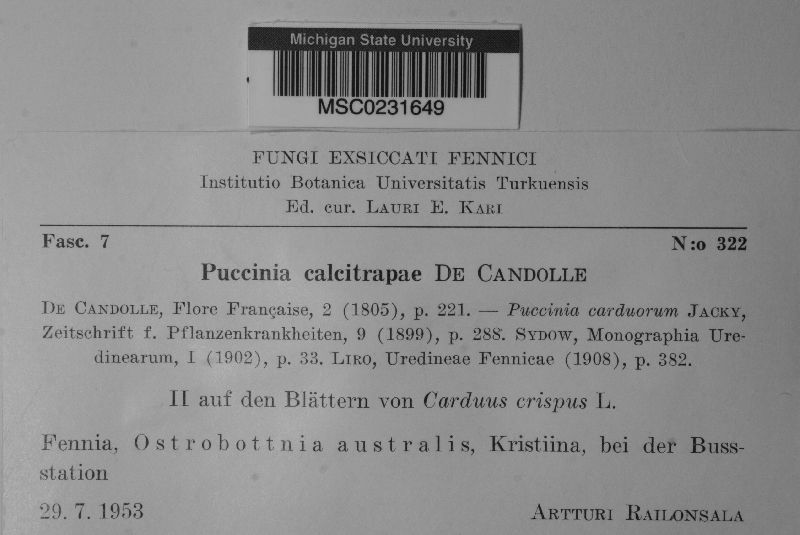 Michigan State University
MSC0231649
FUNGI EXSICCATI FENNICI
Institutio Botanica Universitatis Turkuensis
Ed. cur. LAURI E. KARI
Fasc. 7 N:o 322
Puccinia calcitrapae DE CANDOLLE
DE CANDOLLE, Flore Française, 2 (1805), p. 221. — Puccinia carduorum JACKY,
Zeitschrift f. Pflanzenkrankheiten, 9 (1899), p. 288. SYDOW, Monographia Ure-
dinearum, I (1902), p. 33. LIRO, Uredineae Fennicae (1908), p. 382.
II auf den Blättern von Carduus crispus L.
Fennia, Ostrobottnia australis, Kristiina, bei der Buss-
station
29. 7. 1953 ARTTURI RAILONSALA